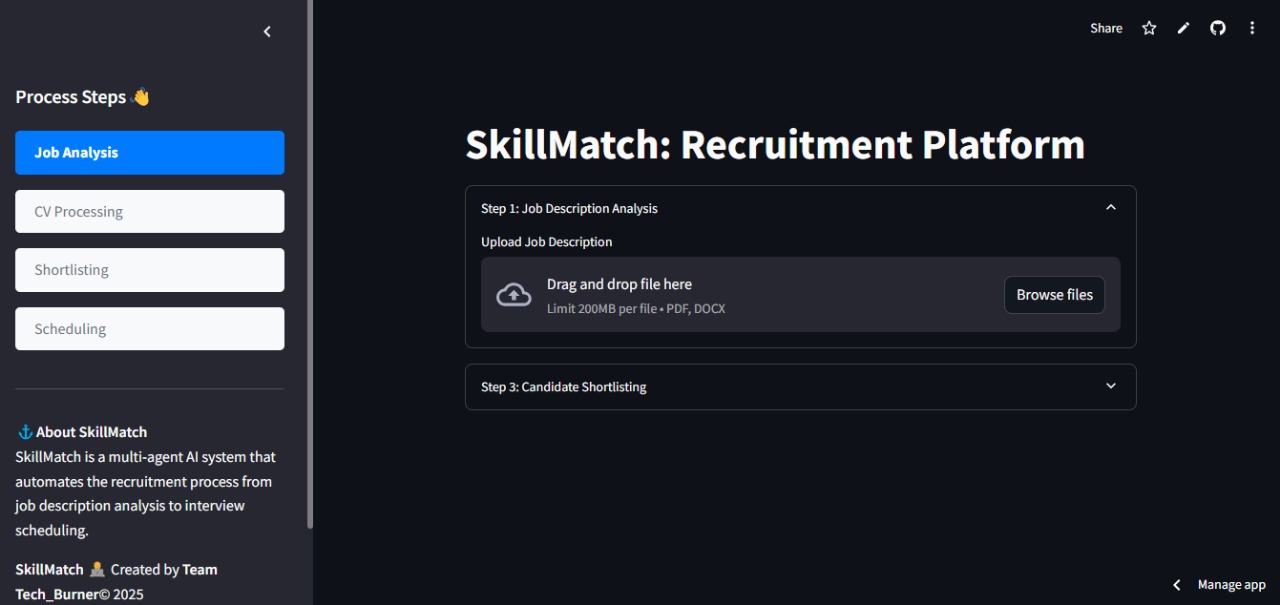 Share
Process Steps 👋
Job Analysis
CV Processing
Shortlisting
Scheduling
⚓ About SkillMatch
SkillMatch is a multi-agent AI system that
automates the recruitment process from
job description analysis to interview
scheduling.
SkillMatch 👨‍💻 Created by Team
Tech_Burner© 2025
SkillMatch: Recruitment Platform
Step 1: Job Description Analysis
Upload Job Description
Drag and drop file here
Limit 200MB per file • PDF, DOCX
Browse files
Step 3: Candidate Shortlisting
Manage app